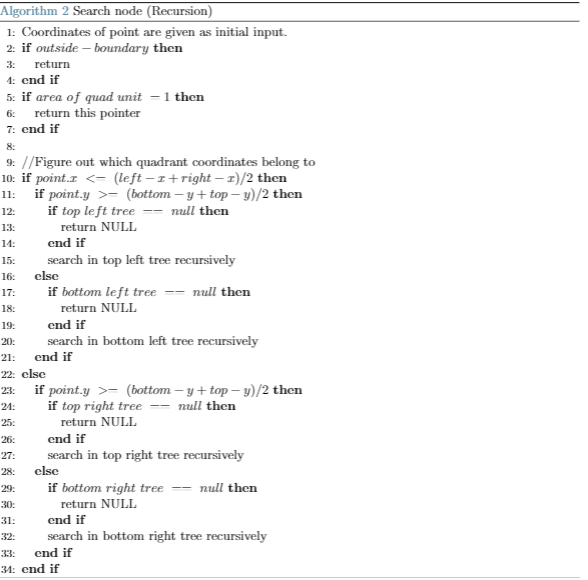 Algorithm 2 Search node (Recursion)
1: Coordinates of point are given as initial input.
2: if outside − boundary then
3: return
4: end if
5: if area of quad unit = 1 then
6: return this pointer
7: end if
8:
9: //Figure out which quadrant coordinates belong to
10: if point.x <= (left − x + right − x)/2 then
11: if point.y >= (bottom − y + top − y)/2 then
12: if top left tree == null then
13: return NULL
14: end if
15: search in top left tree recursively
16: else
17: if bottom left tree == null then
18: return NULL
19: end if
20: search in bottom left tree recursively
21: end if
22: else
23: if point.y >= (bottom − y + top − y)/2 then
24: if top right tree == null then
25: return NULL
26: end if
27: search in top right tree recursively
28: else
29: if bottom right tree == null then
30: return NULL
31: end if
32: search in bottom right tree recursively
33: end if
34: end if